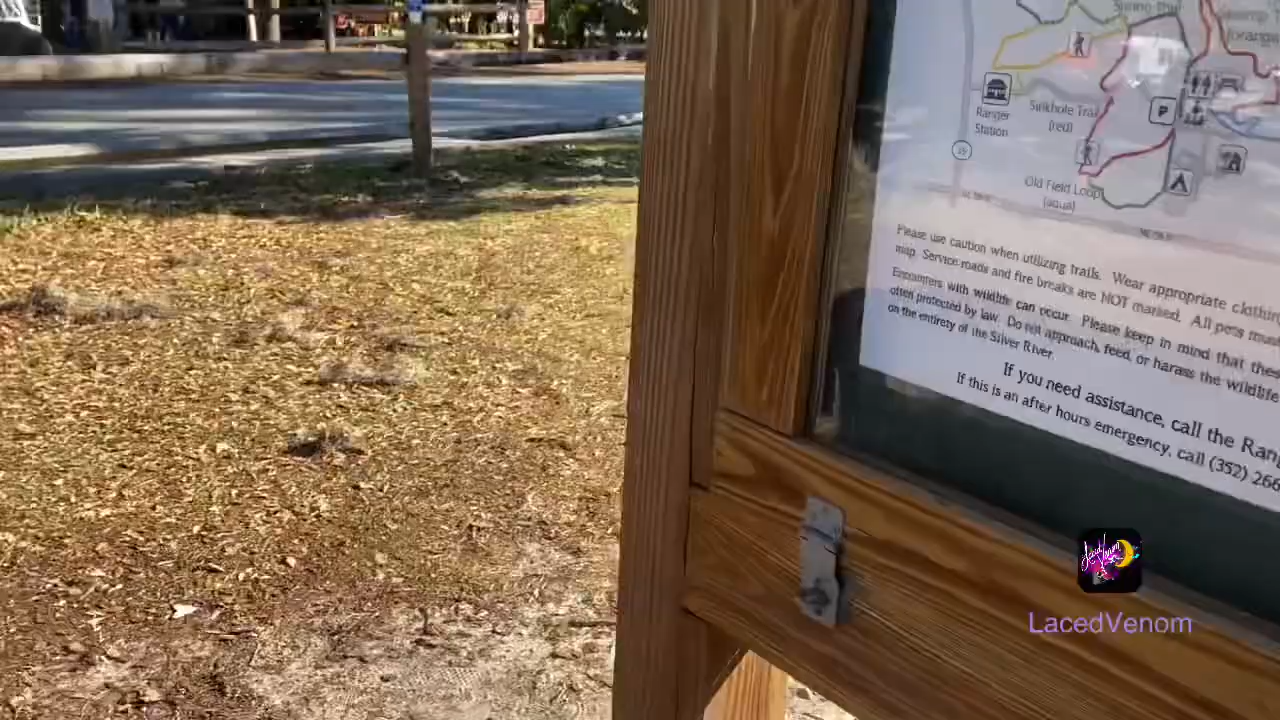 Ranger
Station
Sinkhole Trail
(red)
P
Old Field Loop
(aqua)
Please use caution when utilizing trails. Wear appropriate clothin
map. Service roads and fire breaks are NOT marked. All pets must
Encounters with wildlife can occur. Please keep in mind that thes
often protected by law. Do not approach, feed, or harass the wildlife
on the entirety of the Silver River.
If you need assistance, call the Ran
If this is an after hours emergency, call (352) 266
LacedVenom